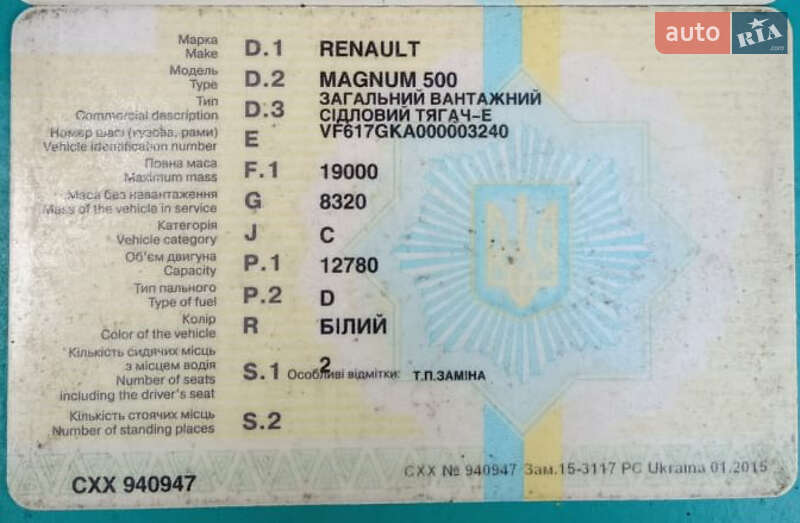 auto RIA.com
Марка
Make D.1 RENAULT
Модель
Type D.2 MAGNUM 500
Тип
Commercial description D.3 ЗАГАЛЬНИЙ ВАНТАЖНИЙ
СІДЛОВИЙ ТЯГАЧ-Е
Номер шасі (кузова, рами)
Vehicle identification number E VF617GKA000003240
Повна маса
Maximum mass F.1 19000
Маса без навантаження
Mass of the vehicle in service G 8320
Категорія
Vehicle category J C
Об'єм двигуна
Capacity P.1 12780
Тип пального
Type of fuel P.2 D
Колір
Color of the vehicle R БІЛИЙ
Кількість сидячих місць
з місцем водія
Number of seats
including the driver's seat S.1 2
Особливі відмітки: Т.П.ЗАМІНА
Кількість стоячих місць
Number of standing places S.2
CXX 940947
CXX № 940947 Зам.15-3117 PC Ukraina 01.2015